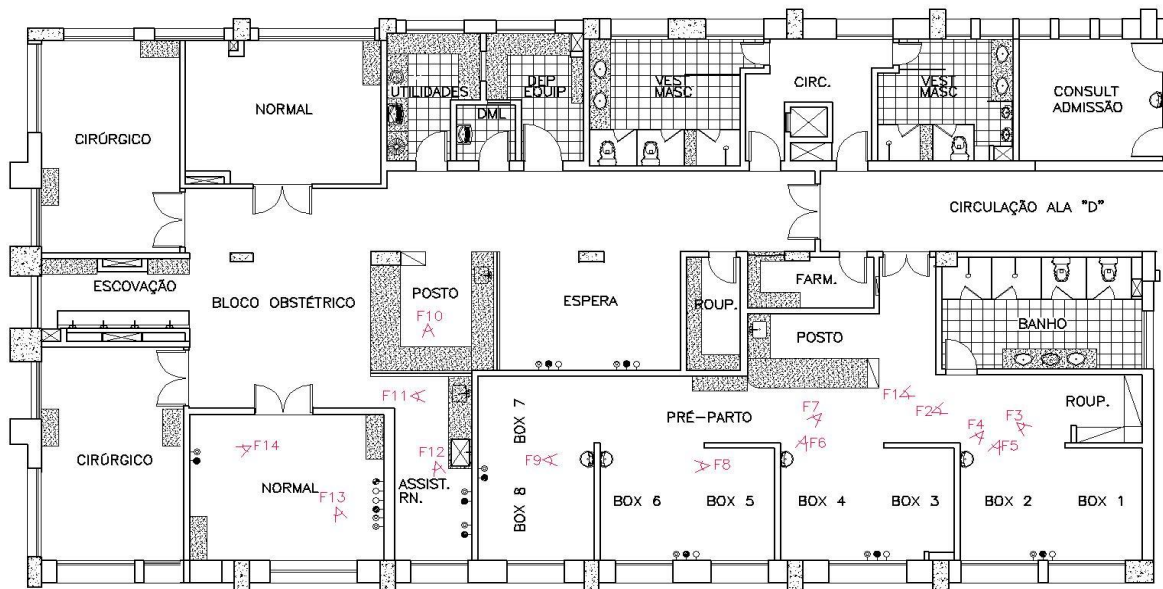 CIRÚRGICO
NORMAL
UTILIDADES
DEP.
EQUIP
DML
VEST
MASC
CIRC.
VEST
MASC
CONSULT
ADMISSÃO
CIRCULAÇÃO ALA "D"
ESCOVAÇÃO
BLOCO OBSTÉTRICO
POSTO
F10
ESPERA
ROUP.
FARM.
POSTO
BANHO
CIRÚRGICO
F14
NORMAL
F13
F11
F12
ASSIST.
RN.
BOX 7
BOX 8
F9
PRÉ-PARTO
F7
F6
F8
F1
F2
F4
F3
F5
ROUP.
BOX 6
BOX 5
BOX 4
BOX 3
BOX 2
BOX 1